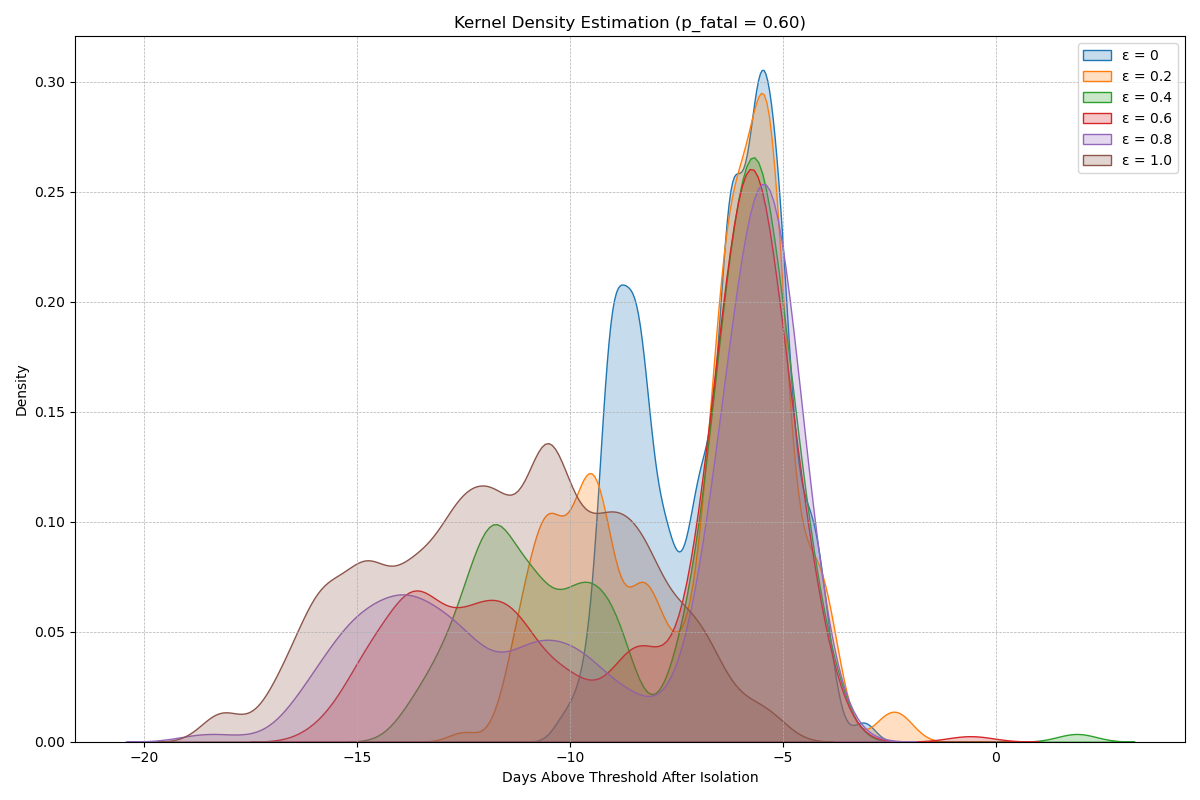 Kernel Density Estimation (p_fatal = 0.60)
ε = 0
ε = 0.2
ε = 0.4
ε = 0.6
ε = 0.8
ε = 1.0
Density
0.30
0.25
0.20
0.15
0.10
0.05
0.00
−20 −15 −10 −5 0
Days Above Threshold After Isolation